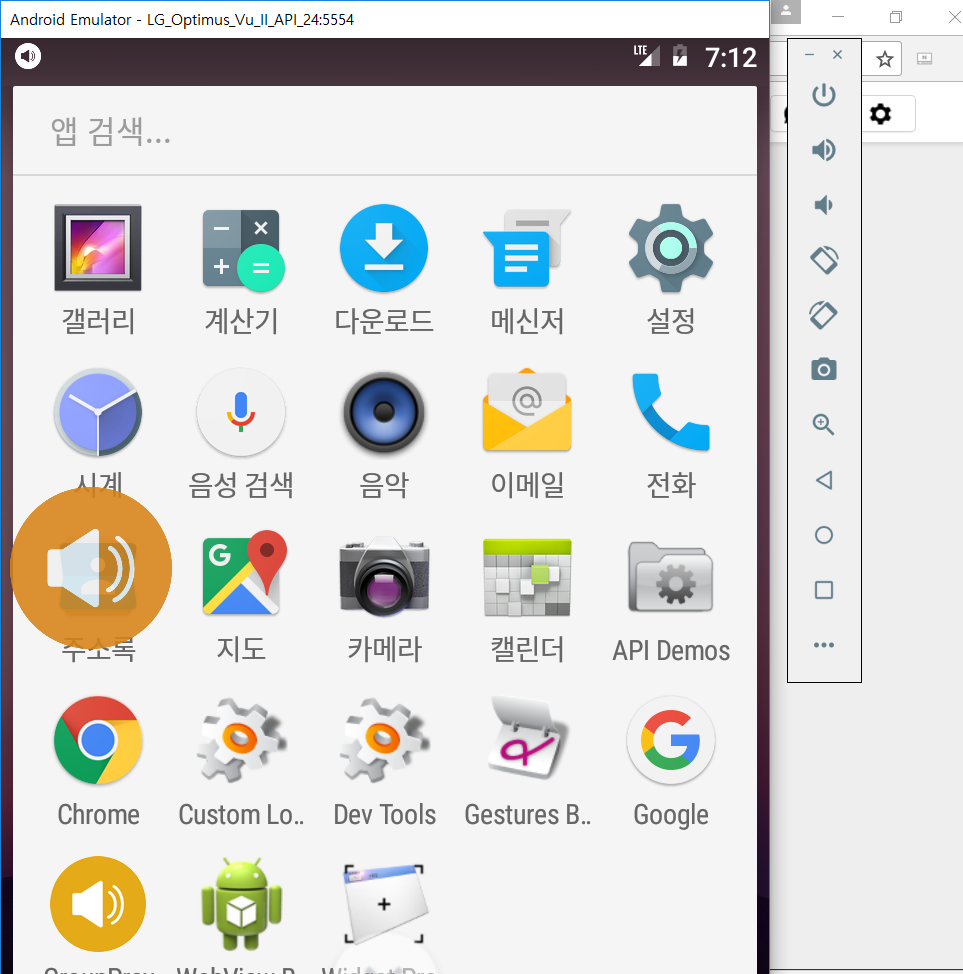 Android Emulator - LG_Optimus_Vu_II_API_24:5554
LTE 7:12
앱 검색...
갤러리 계산기 다운로드 메신저 설정
시계 음성 검색 음악 이메일 전화
주소록 지도 카메라 캘린더 API Demos
Chrome Custom Lo.. Dev Tools Gestures B.. Google
WebView B Widget Pre